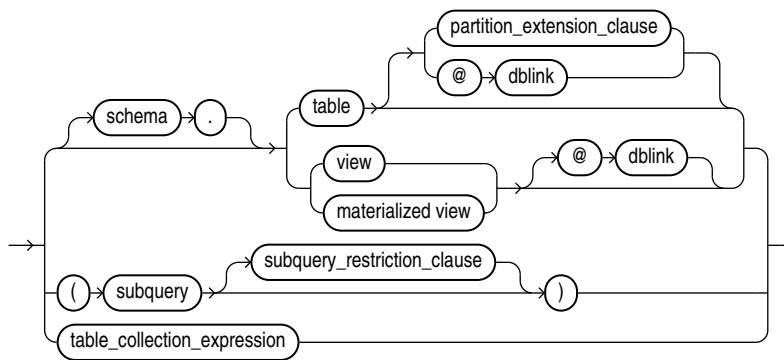 partition_extension_clause
@ dblink
schema . table
view @ dblink
materialized view
( subquery subquery_restriction_clause )
table_collection_expression